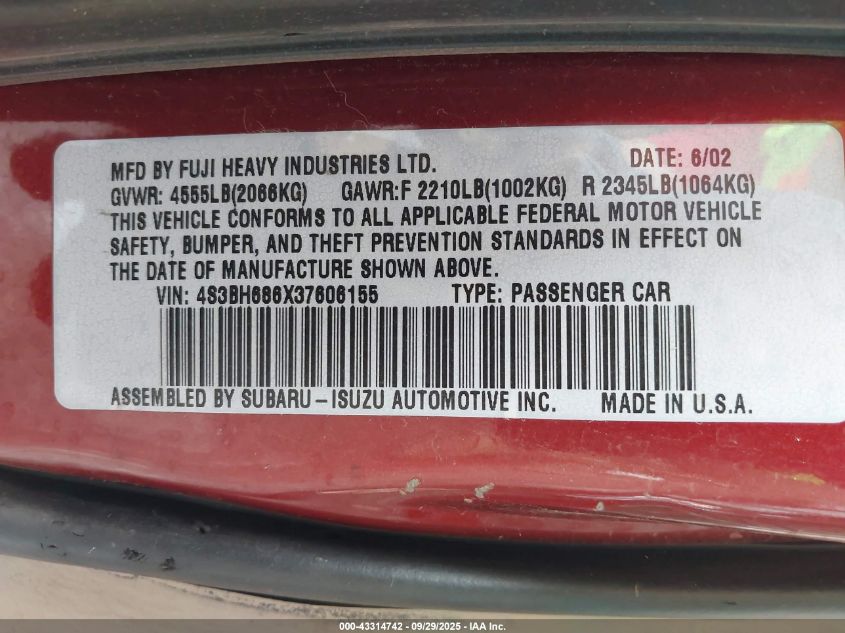 MFD BY FUJI HEAVY INDUSTRIES LTD. DATE: 6/02
GVWR: 4555LB(2066KG) GAWR:F 2210LB(1002KG) R 2345LB(1064KG)
THIS VEHICLE CONFORMS TO ALL APPLICABLE FEDERAL MOTOR VEHICLE
SAFETY, BUMPER, AND THEFT PREVENTION STANDARDS IN EFFECT ON
THE DATE OF MANUFACTURE SHOWN ABOVE.
VIN: 4S3BH686X37606155 TYPE: PASSENGER CAR
ASSEMBLED BY SUBARU-ISUZU AUTOMOTIVE INC. MADE IN U.S.A.
000-43314742 - 09/29/2025 - IAA Inc.